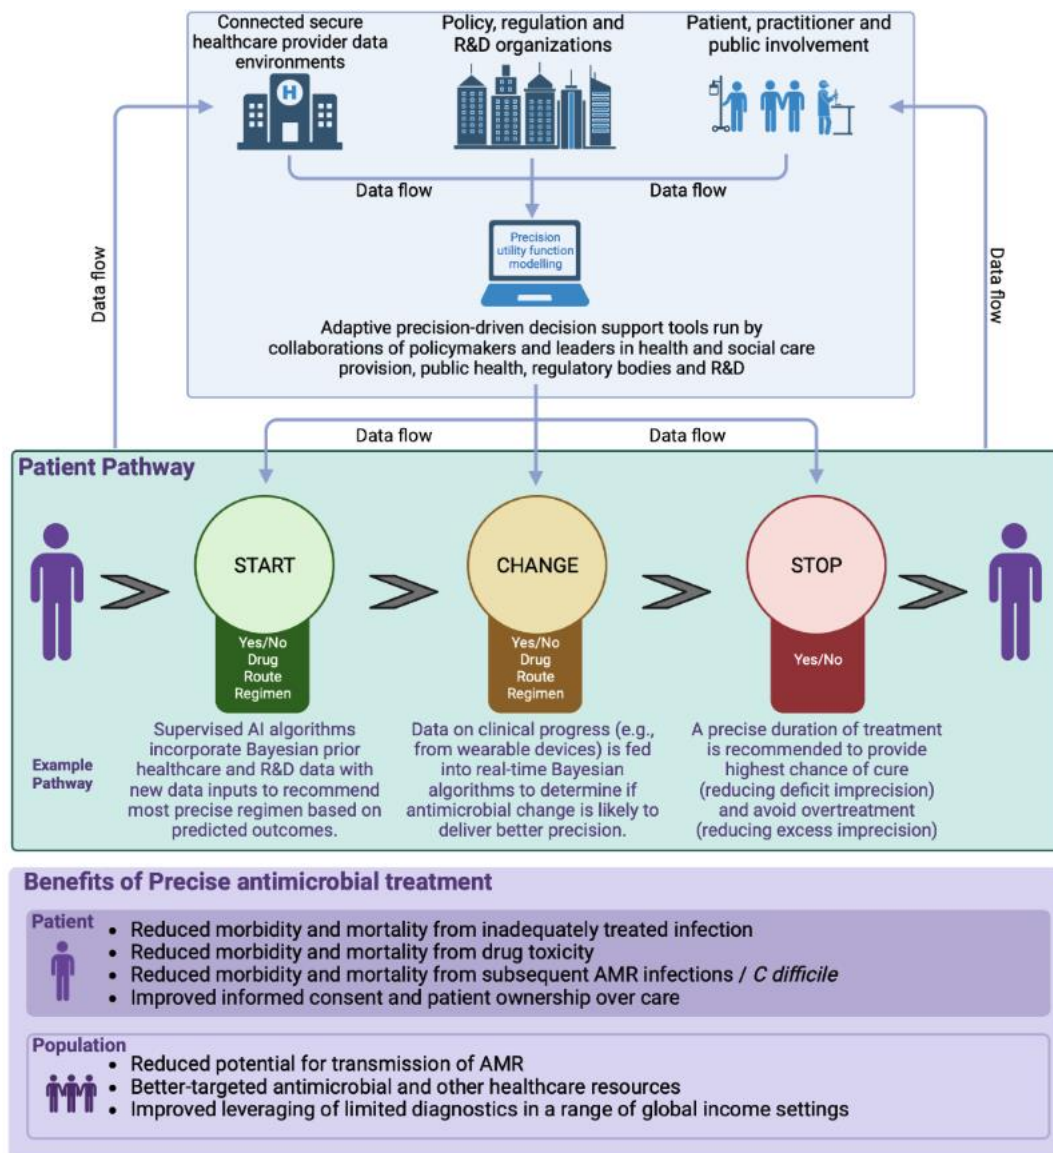 Connected secure
healthcare provider data
environments
Policy, regulation and
R&D organizations
Patient, practitioner and
public involvement
H
Data flow
Data flow
Precision
utility function
modelling
Data flow
Data flow
Adaptive precision-driven decision support tools run by
collaborations of policymakers and leaders in health and social care
provision, public health, regulatory bodies and R&D
Data flow
Data flow
Patient Pathway
START
CHANGE
STOP
Yes/No
Drug
Route
Regimen
Yes/No
Drug
Route
Regimen
Yes/No
Example
Pathway
Supervised AI algorithms
incorporate Bayesian prior
healthcare and R&D data with
new data inputs to recommend
most precise regimen based on
predicted outcomes.
Data on clinical progress (e.g.,
from wearable devices) is fed
into real-time Bayesian
algorithms to determine if
antimicrobial change is likely to
deliver better precision.
A precise duration of treatment
is recommended to provide
highest chance of cure
(reducing deficit imprecision)
and avoid overtreatment
(reducing excess imprecision)
Benefits of Precise antimicrobial treatment
Patient
• Reduced morbidity and mortality from inadequately treated infection
• Reduced morbidity and mortality from drug toxicity
• Reduced morbidity and mortality from subsequent AMR infections / C difficile
• Improved informed consent and patient ownership over care
Population
• Reduced potential for transmission of AMR
• Better-targeted antimicrobial and other healthcare resources
• Improved leveraging of limited diagnostics in a range of global income settings